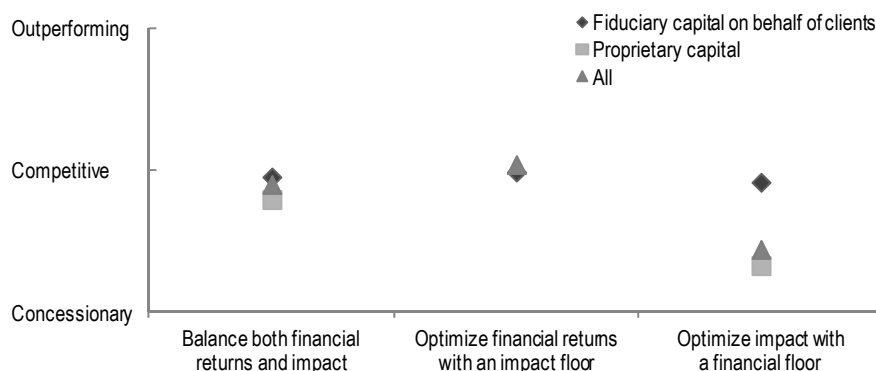 Outperforming
Fiduciary capital on behalf of clients
Proprietary capital
All
Competitive
Concessionary
Balance both financial
returns and impact
Optimize financial returns
with an impact floor
Optimize impact with
a financial floor